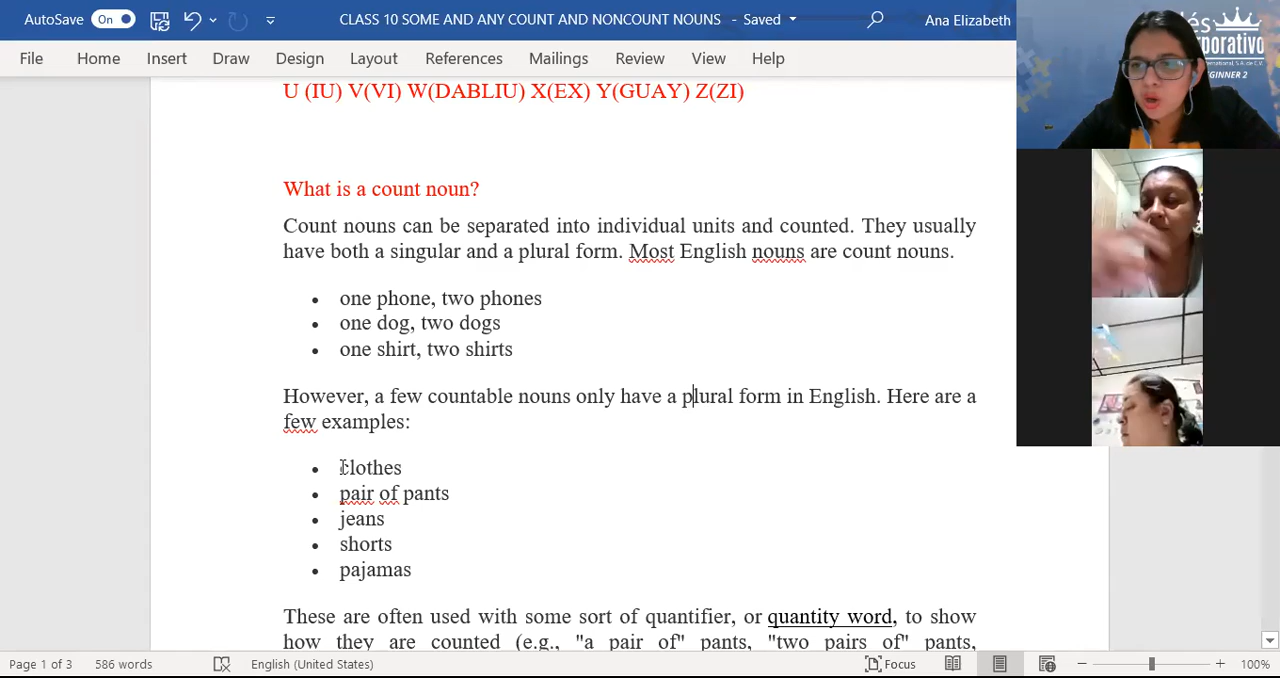 AutoSave On CLASS 10 SOME AND ANY COUNT AND NONCOUNT NOUNS - Saved Ana Elizabeth
File Home Insert Draw Design Layout References Mailings Review View Help
U (IU) V(VI) W(DABLIU) X(EX) Y(GUAY) Z(ZI)
What is a count noun?
Count nouns can be separated into individual units and counted. They usually
have both a singular and a plural form. Most English nouns are count nouns.
• one phone, two phones
• one dog, two dogs
• one shirt, two shirts
However, a few countable nouns only have a plural form in English. Here are a
few examples:
• clothes
• pair of pants
• jeans
• shorts
• pajamas
These are often used with some sort of quantifier, or quantity word, to show
how they are counted (e.g., "a pair of" pants, "two pairs of" pants,
Page 1 of 3 586 words English (United States) Focus 100%